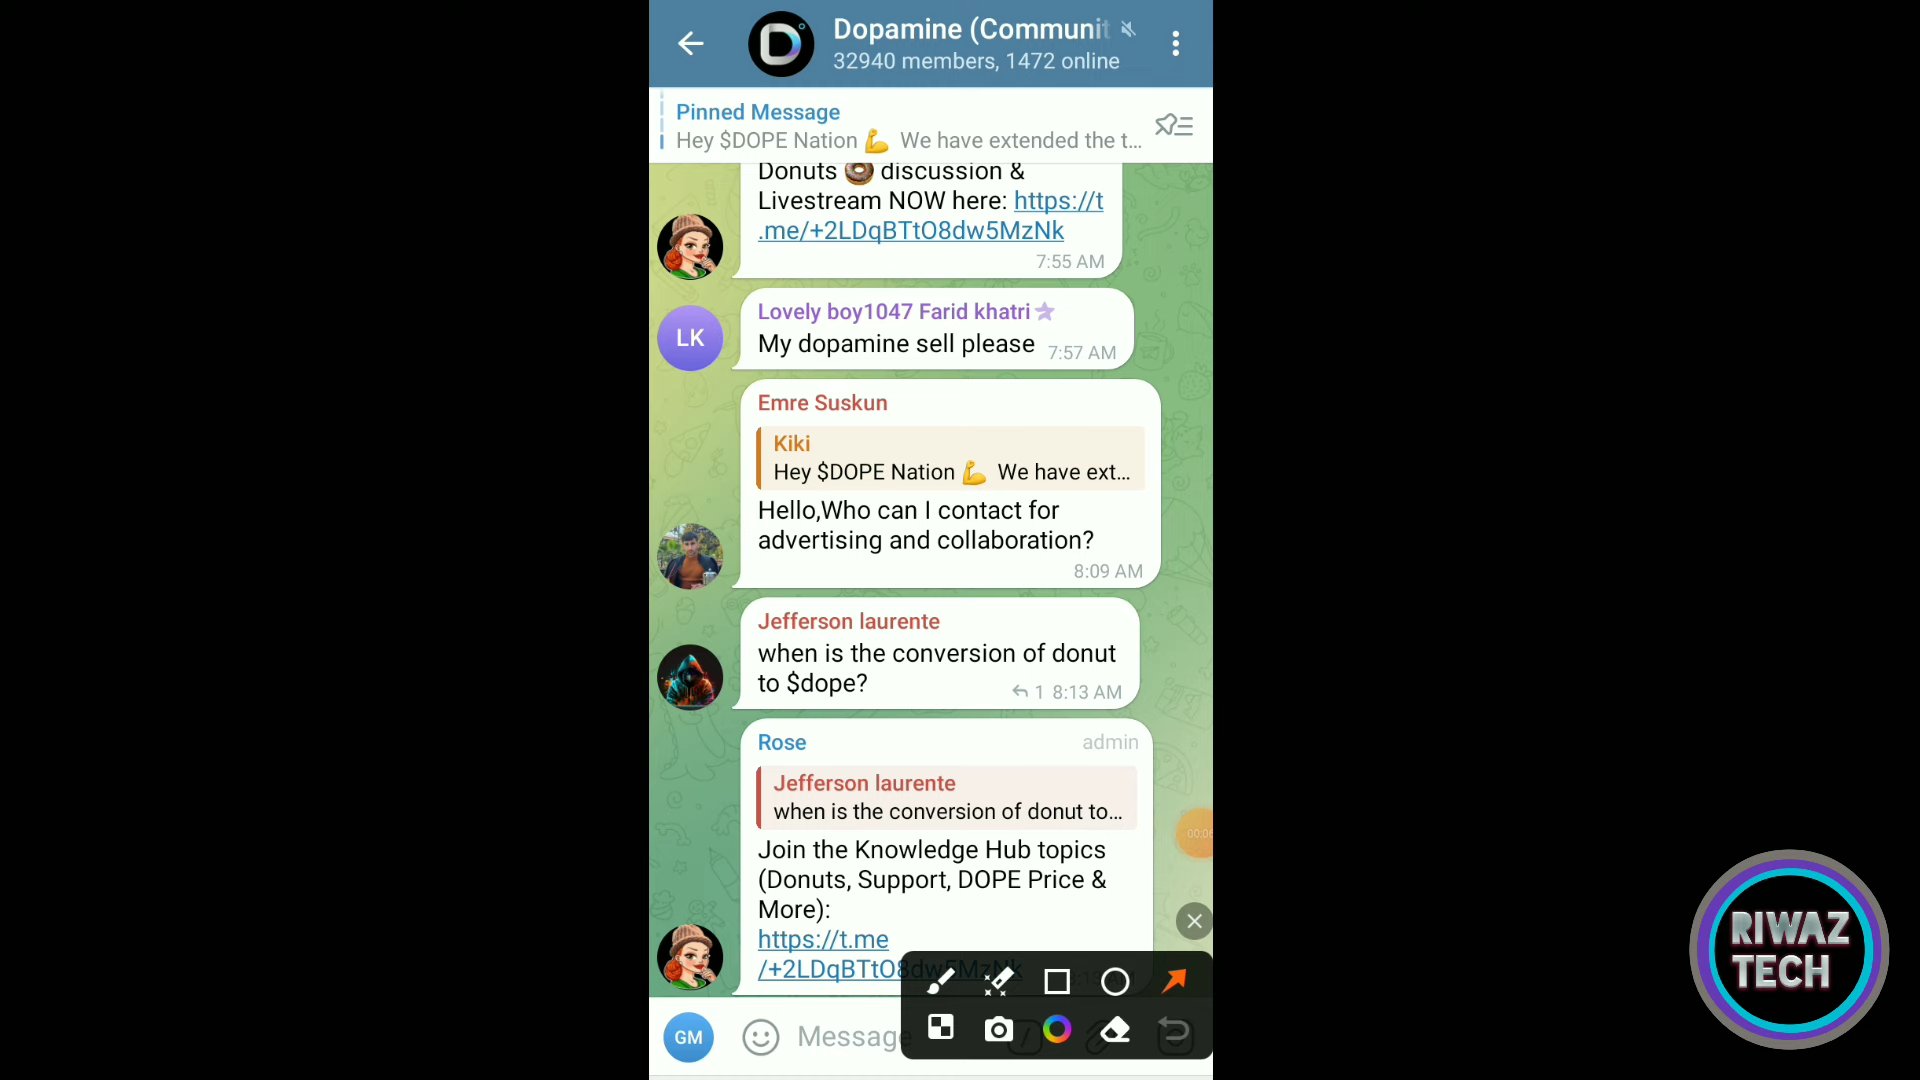 Dopamine (Communit
32940 members, 1472 online
Pinned Message
Hey $DOPE Nation 💪 We have extended the t...
Donuts 🍩 discussion &
Livestream NOW here: https://t
.me/+2LDqBTtO8dw5MzNk
7:55 AM
LK
Lovely boy1047 Farid khatri
My dopamine sell please 7:57 AM
Emre Suskun
Kiki
Hey $DOPE Nation 💪 We have ext...
Hello,Who can I contact for
advertising and collaboration?
8:09 AM
Jefferson laurente
when is the conversion of donut
to $dope? 1 8:13 AM
Rose admin
Jefferson laurente
when is the conversion of donut to...
00:06
Join the Knowledge Hub topics
(Donuts, Support, DOPE Price &
More):
https://t.me
/+2LDqBTtO8dw5MzNk
GM
Message
RIWAZ
TECH